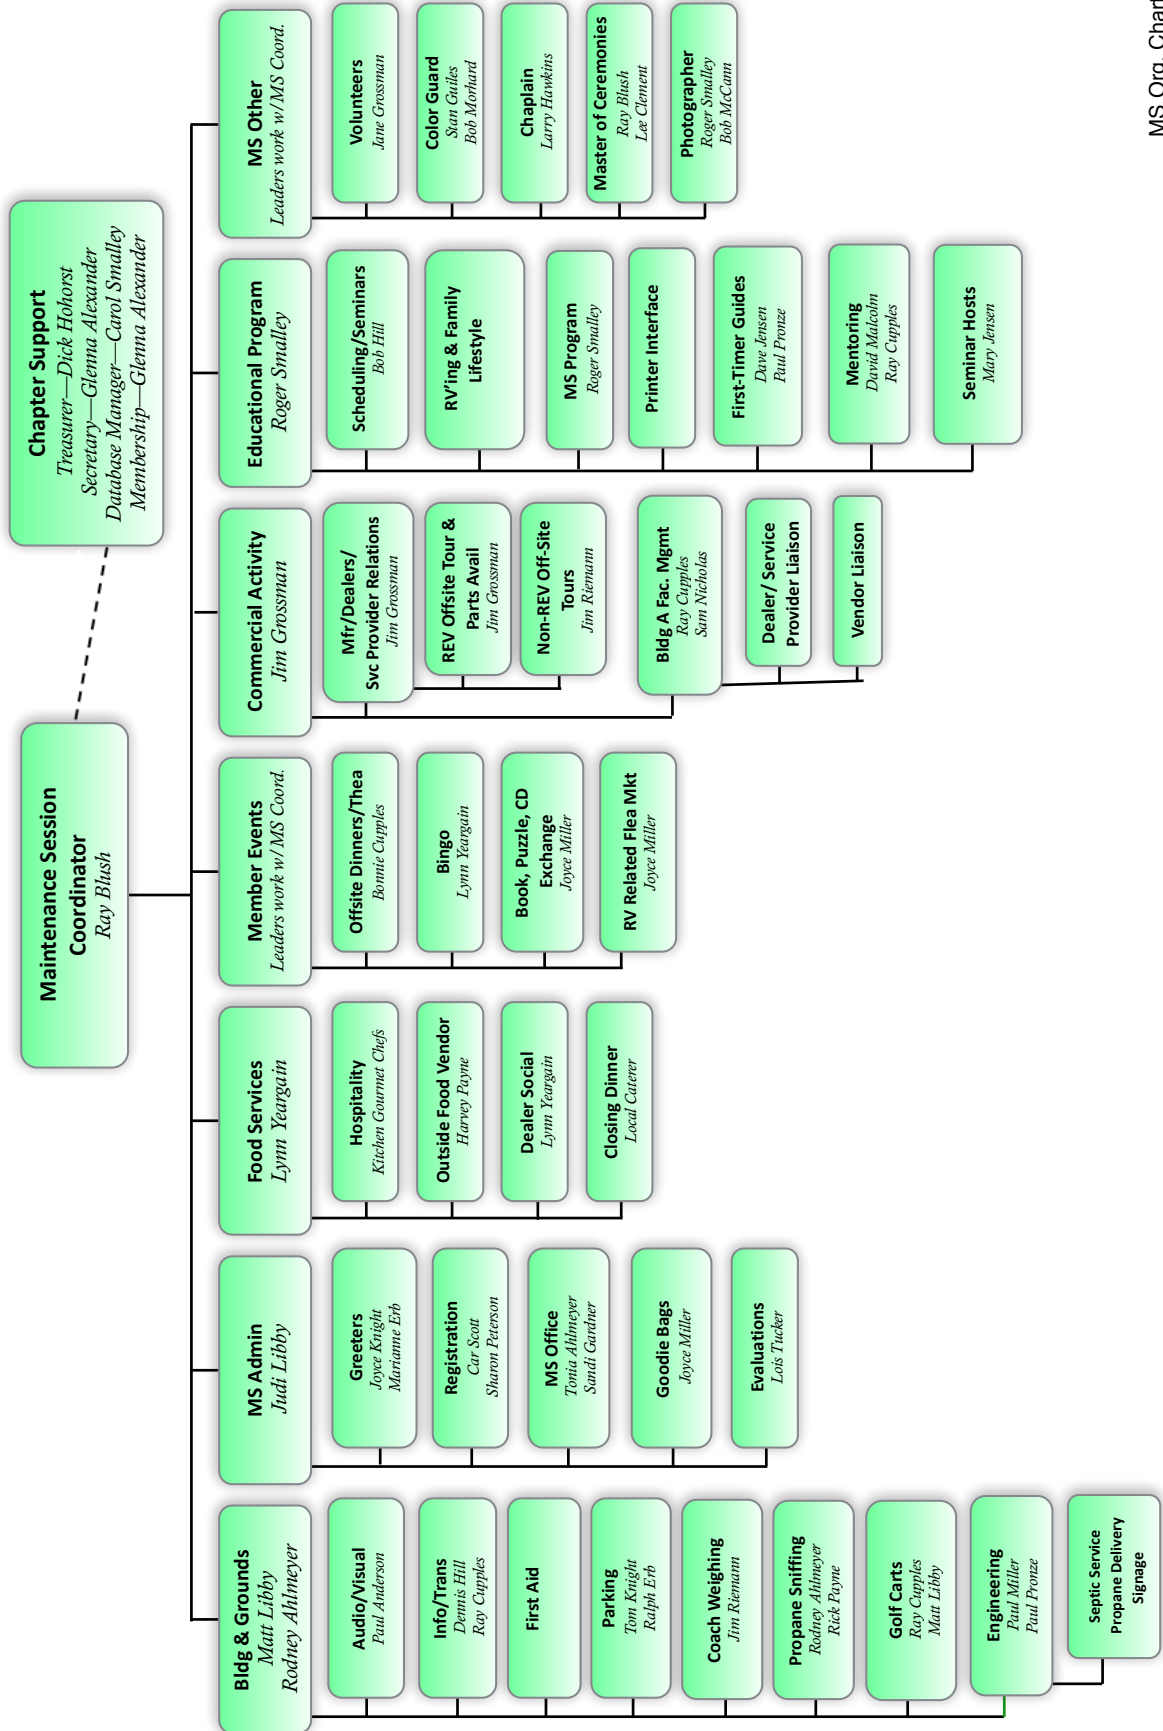 Maintenance Session
Coordinator
Ray Blush
Chapter Support
Treasurer—Dick Hohorst
Secretary—Glenna Alexander
Database Manager—Carol Smalley
Membership—Glenna Alexander
Bldg & Grounds
Matt Libby
Rodney Ahlmeyer
Audio/Visual
Paul Anderson
Info/Trans
Dennis Hill
Ray Cupples
First Aid
Parking
Tom Knight
Ralph Erb
Coach Weighing
Jim Riemann
Propane Sniffing
Rodney Ahlmeyer
Rick Payne
Golf Carts
Ray Cupples
Matt Libby
Engineering
Paul Miller
Paul Pronze
Septic Service
Propane Delivery
Signage
MS Admin
Judi Libby
Greeters
Joyce Knight
Marianne Erb
Registration
Car Scott
Sharon Peterson
MS Office
Tonia Ahlmeyer
Sandi Gardner
Goodie Bags
Joyce Miller
Evaluations
Lois Tucker
Food Services
Lynn Yeargain
Hospitality
Kitchen Gourmet Chefs
Outside Food Vendor
Harvey Payne
Dealer Social
Lynn Yeargain
Closing Dinner
Local Caterer
Member Events
Leaders work w/ MS Coord.
Offsite Dinners/Thea
Bonnie Cupples
Bingo
Lynn Yeargain
Book, Puzzle, CD
Exchange
Joyce Miller
RV Related Flea Mkt
Joyce Miller
Commercial Activity
Jim Grossman
Mfr/Dealers/
Svc Provider Relations
Jim Grossman
REV Offsite Tour &
Parts Avail
Jim Grossman
Non-REV Off-Site
Tours
Jim Riemann
Bldg A Fac. Mgmt
Ray Cupples
Sam Nicholas
Dealer/ Service
Provider Liaison
Vendor Liaison
Educational Program
Roger Smalley
Scheduling/Seminars
Bob Hill
RV'ing & Family
Lifestyle
MS Program
Roger Smalley
Printer Interface
First-Timer Guides
Dave Jensen
Paul Pronze
Mentoring
David Malcolm
Ray Cupples
Seminar Hosts
Mary Jensen
MS Other
Leaders work w/ MS Coord.
Volunteers
Jane Grossman
Color Guard
Stan Guiles
Bob Morhard
Chaplain
Larry Hawkins
Master of Ceremonies
Ray Blush
Lee Clement
Photographer
Roger Smalley
Bob McCann
MS Org. Chart